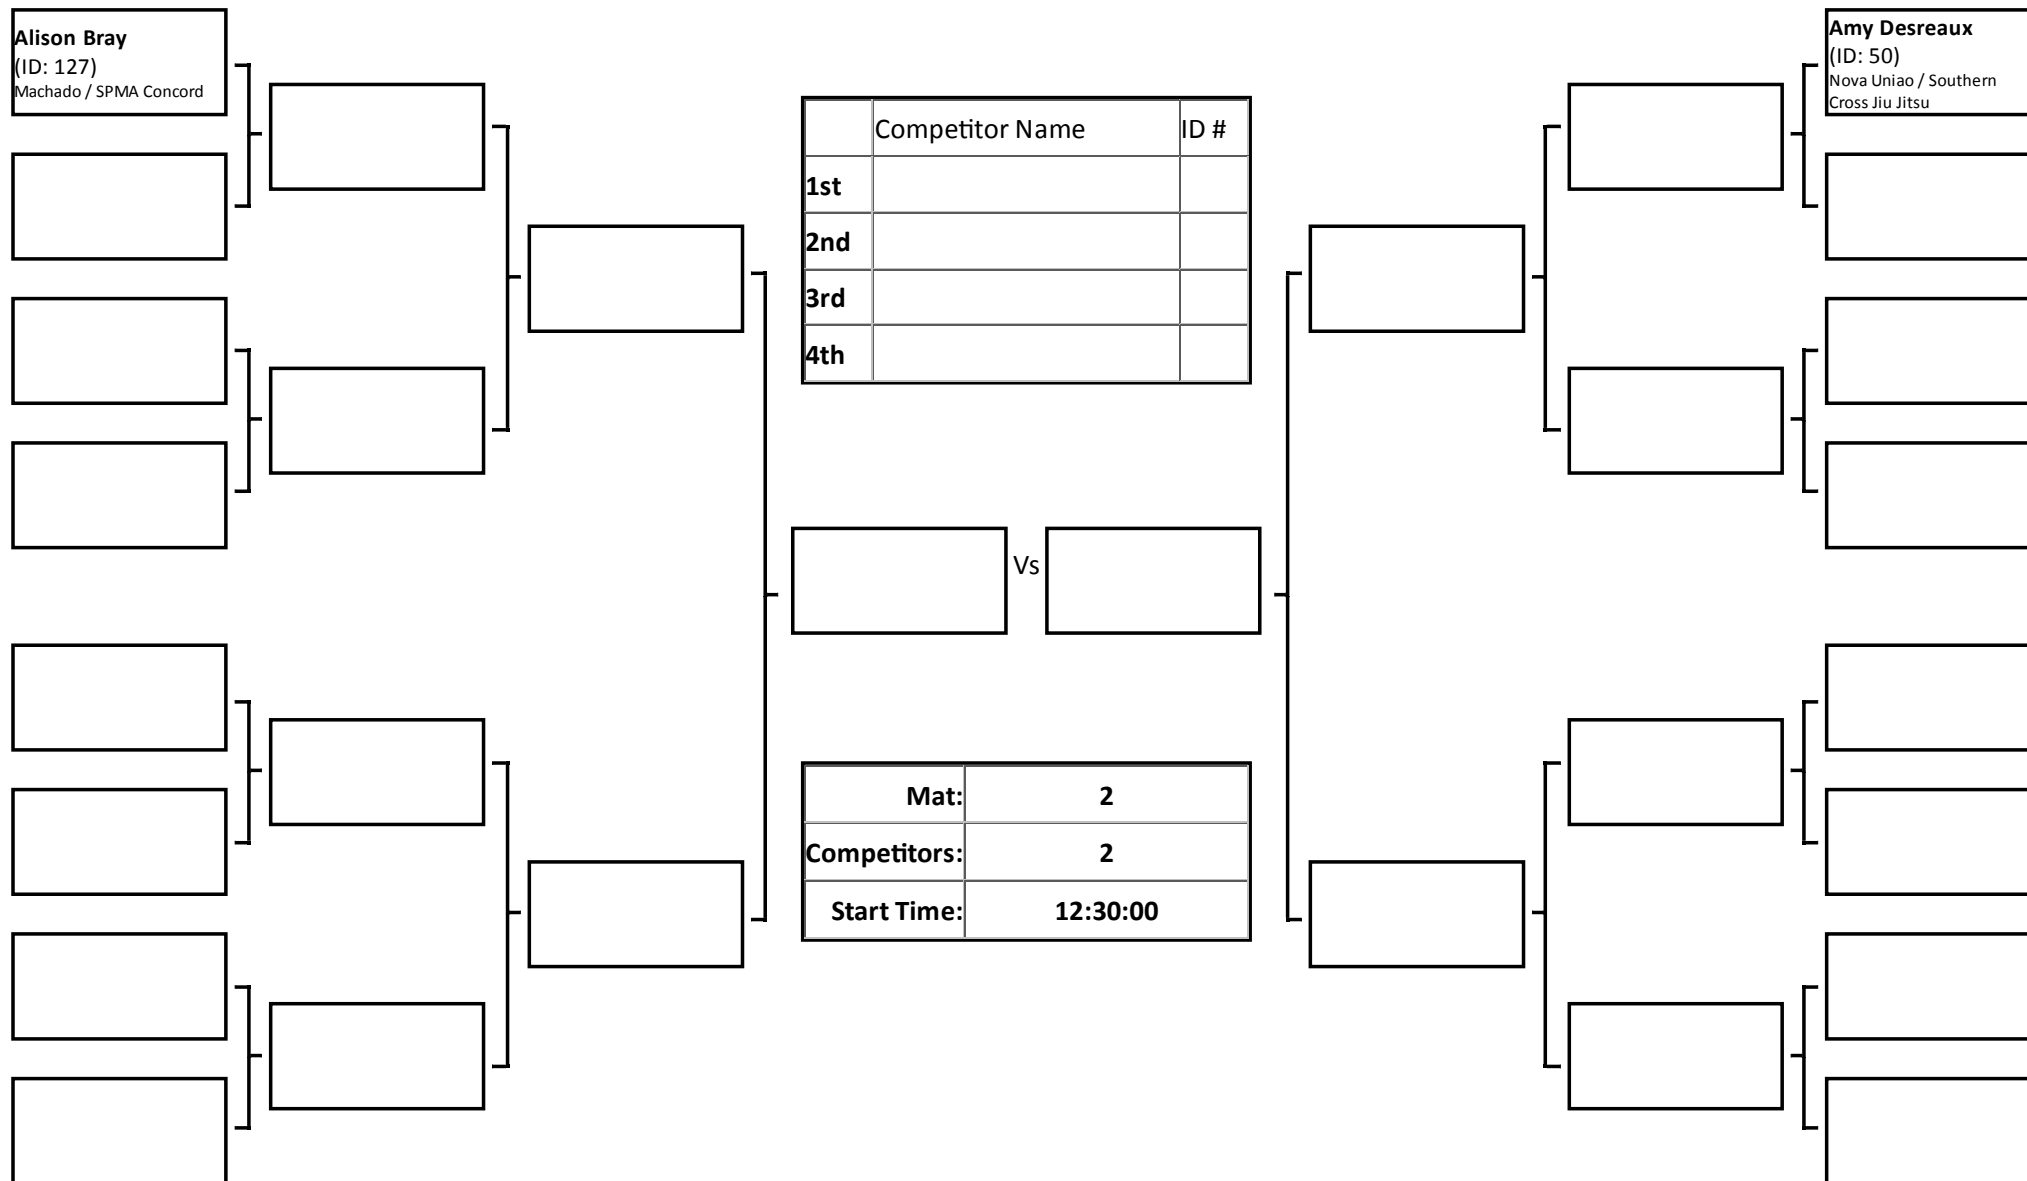 Alison Bray
(ID: 127)
Machado / SPMA Concord
Amy Desreaux
(ID: 50)
Nova Uniao / Southern
Cross Jiu Jitsu
Competitor Name ID #
1st
2nd
3rd
4th
Vs
Mat: 2
Competitors: 2
Start Time: 12:30:00